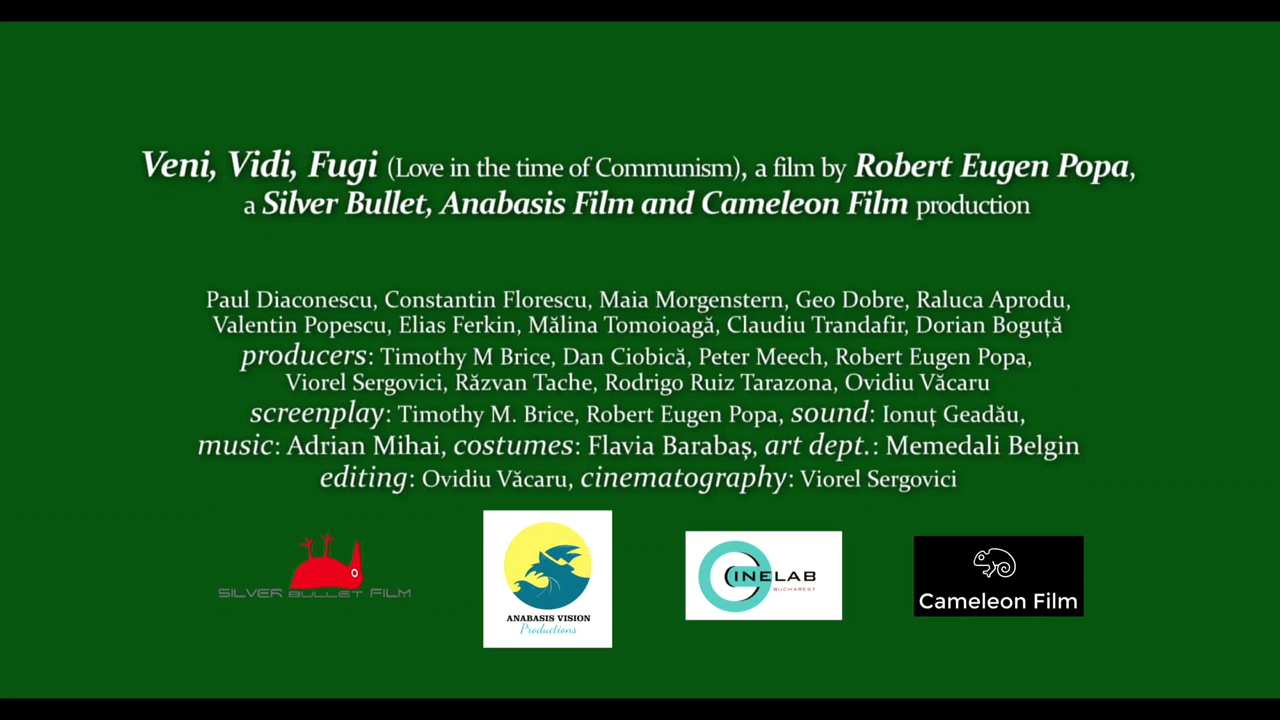 Veni, Vidi, Fugi (Love in the time of Communism), a film by Robert Eugen Popa,
a Silver Bullet, Anabasis Film and Cameleon Film production
Paul Diaconescu, Constantin Florescu, Maia Morgenstern, Geo Dobre, Raluca Aprodu,
Valentin Popescu, Elias Ferkin, Mălina Tomoioagă, Claudiu Trandafir, Dorian Boguță
producers: Timothy M Brice, Dan Ciobică, Peter Meech, Robert Eugen Popa,
Viorel Sergovici, Răzvan Tache, Rodrigo Ruiz Tarazona, Ovidiu Văcaru
screenplay: Timothy M. Brice, Robert Eugen Popa, sound: Ionuț Geadău,
music: Adrian Mihai, costumes: Flavia Barabaș, art dept.: Memedali Belgin
editing: Ovidiu Văcaru, cinematography: Viorel Sergovici
SILVER BULLET FILM
ANABASIS VISION
Productions
CINELAB
BUCHAREST
Cameleon Film